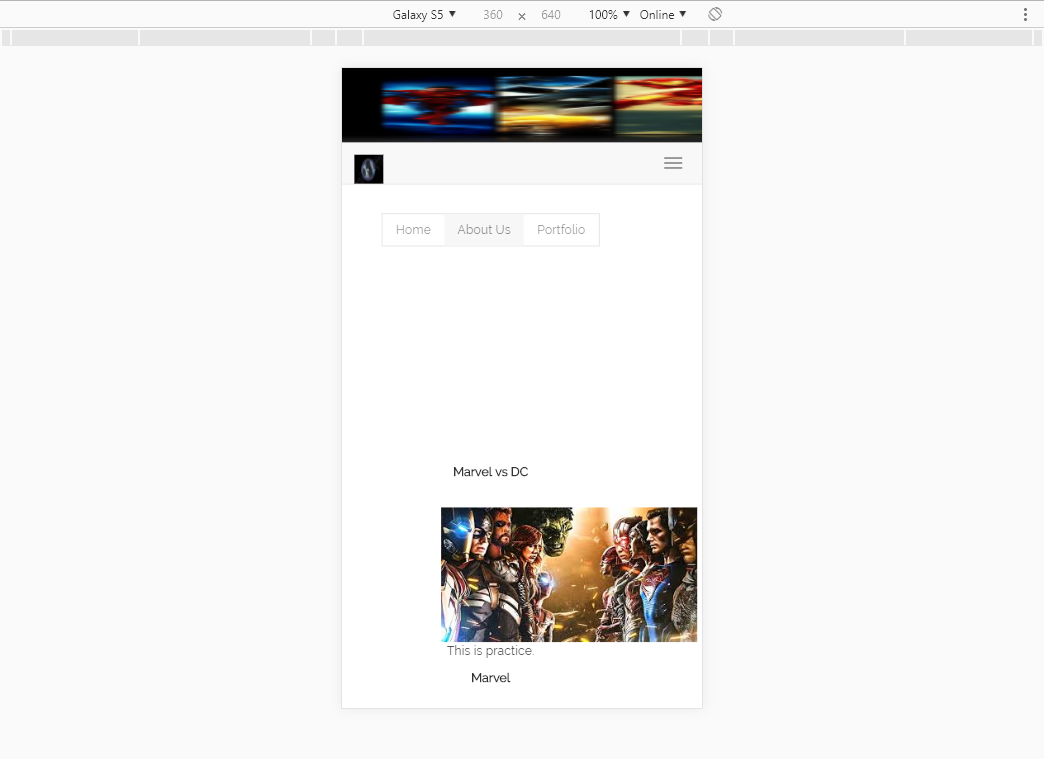 Galaxy S5 ▼ 360 × 640 100% ▼ Online ▼
Home About Us Portfolio
Marvel vs DC
This is practice.
Marvel